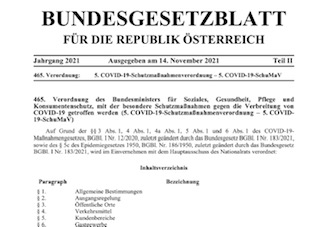 BUNDESGESETZBLATT
FÜR DIE REPUBLIK ÖSTERREICH
Jahrgang 2021 Ausgegeben am 14. November 2021 Teil II
465. Verordnung: 5. COVID-19-Schutzmaßnahmenverordnung – 5. COVID-19-SchuMaV
465. Verordnung des Bundesministers für Soziales, Gesundheit, Pflege und
Konsumentenschutz, mit der besondere Schutzmaßnahmen gegen die Verbreitung von
COVID-19 getroffen werden (5. COVID-19-Schutzmaßnahmenverordnung – 5. COVID-
19-SchuMaV)
Auf Grund der §§ 3 Abs. 1, 4 Abs. 1, 4a Abs. 1, 5 Abs. 1 und 6 Abs. 1 des COVID-19-
Maßnahmengesetzes, BGBl. I Nr. 12/2020, zuletzt geändert durch das Bundesgesetz BGBl. I Nr. 183/2021,
sowie des § 5c des Epidemiegesetzes 1950, BGBl. Nr. 186/1950, zuletzt geändert durch das Bundesgesetz
BGBl. I Nr. 183/2021, wird im Einvernehmen mit dem Hauptausschuss des Nationalrats verordnet:
Inhaltsverzeichnis
Paragraph Bezeichnung
§ 1. Allgemeine Bestimmungen
§ 2. Ausgangsregelung
§ 3. Öffentliche Orte
§ 4. Verkehrsmittel
§ 5. Kundenbereiche
§ 6. Gastgewerbe